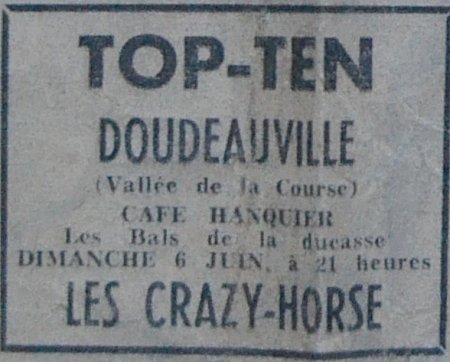 TOP-TEN
DOUDEAUVILLE
(Vallée de la Course)
CAFE HANQUIER
Les Bals de la ducasse
DIMANCHE 6 JUIN, à 21 heures
LES CRAZY-HORSE